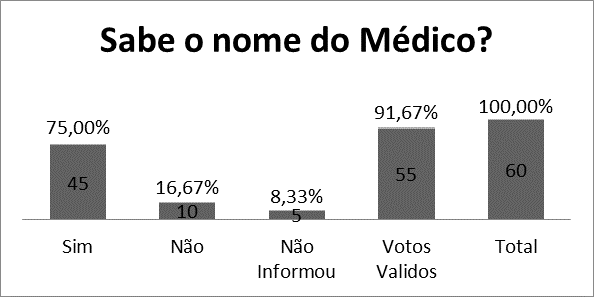 Sabe o nome do Médico?
75,00%
16,67%
8,33%
91,67%
100,00%
45
10
5
55
60
Sim
Não
Não
Informou
Votos
Validos
Total